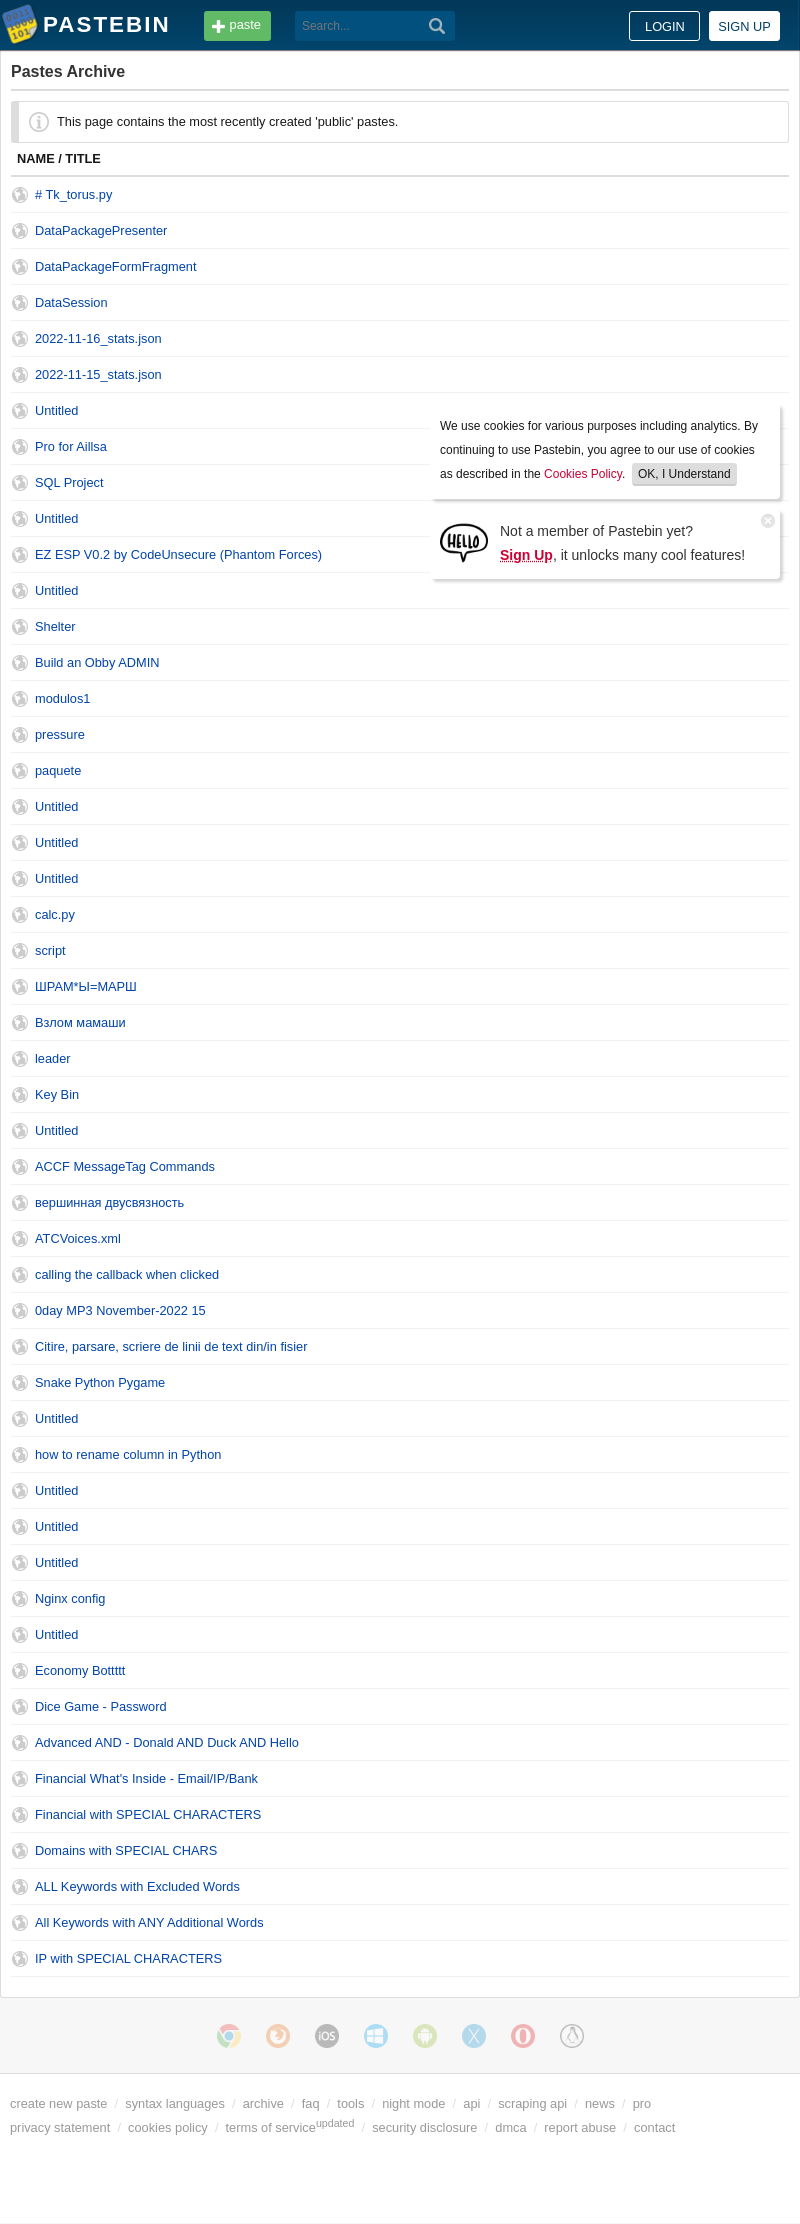 PASTEBIN paste Search... LOGIN SIGN UP
Pastes Archive
This page contains the most recently created 'public' pastes.
NAME / TITLE
# Tk_torus.py
DataPackagePresenter
DataPackageFormFragment
DataSession
2022-11-16_stats.json
2022-11-15_stats.json
Untitled
Pro for Aillsa
SQL Project
Untitled
EZ ESP V0.2 by CodeUnsecure (Phantom Forces)
We use cookies for various purposes including analytics. By
continuing to use Pastebin, you agree to our use of cookies
as described in the Cookies Policy. OK, I Understand
HELLO
Not a member of Pastebin yet?
Sign Up, it unlocks many cool features!
Untitled
Shelter
Build an Obby ADMIN
modulos1
pressure
paquete
Untitled
Untitled
Untitled
calc.py
script
ШРАМ*Ы=МАРШ
Взлом мамаши
leader
Key Bin
Untitled
ACCF MessageTag Commands
вершинная двусвязность
ATCVoices.xml
calling the callback when clicked
0day MP3 November-2022 15
Citire, parsare, scriere de linii de text din/in fisier
Snake Python Pygame
Untitled
how to rename column in Python
Untitled
Untitled
Untitled
Nginx config
Untitled
Economy Bottttt
Dice Game - Password
Advanced AND - Donald AND Duck AND Hello
Financial What's Inside - Email/IP/Bank
Financial with SPECIAL CHARACTERS
Domains with SPECIAL CHARS
ALL Keywords with Excluded Words
All Keywords with ANY Additional Words
IP with SPECIAL CHARACTERS
iOS
create new paste / syntax languages / archive / faq / tools / night mode / api / scraping api / news / pro
privacy statement / cookies policy / terms of service updated / security disclosure / dmca / report abuse / contact